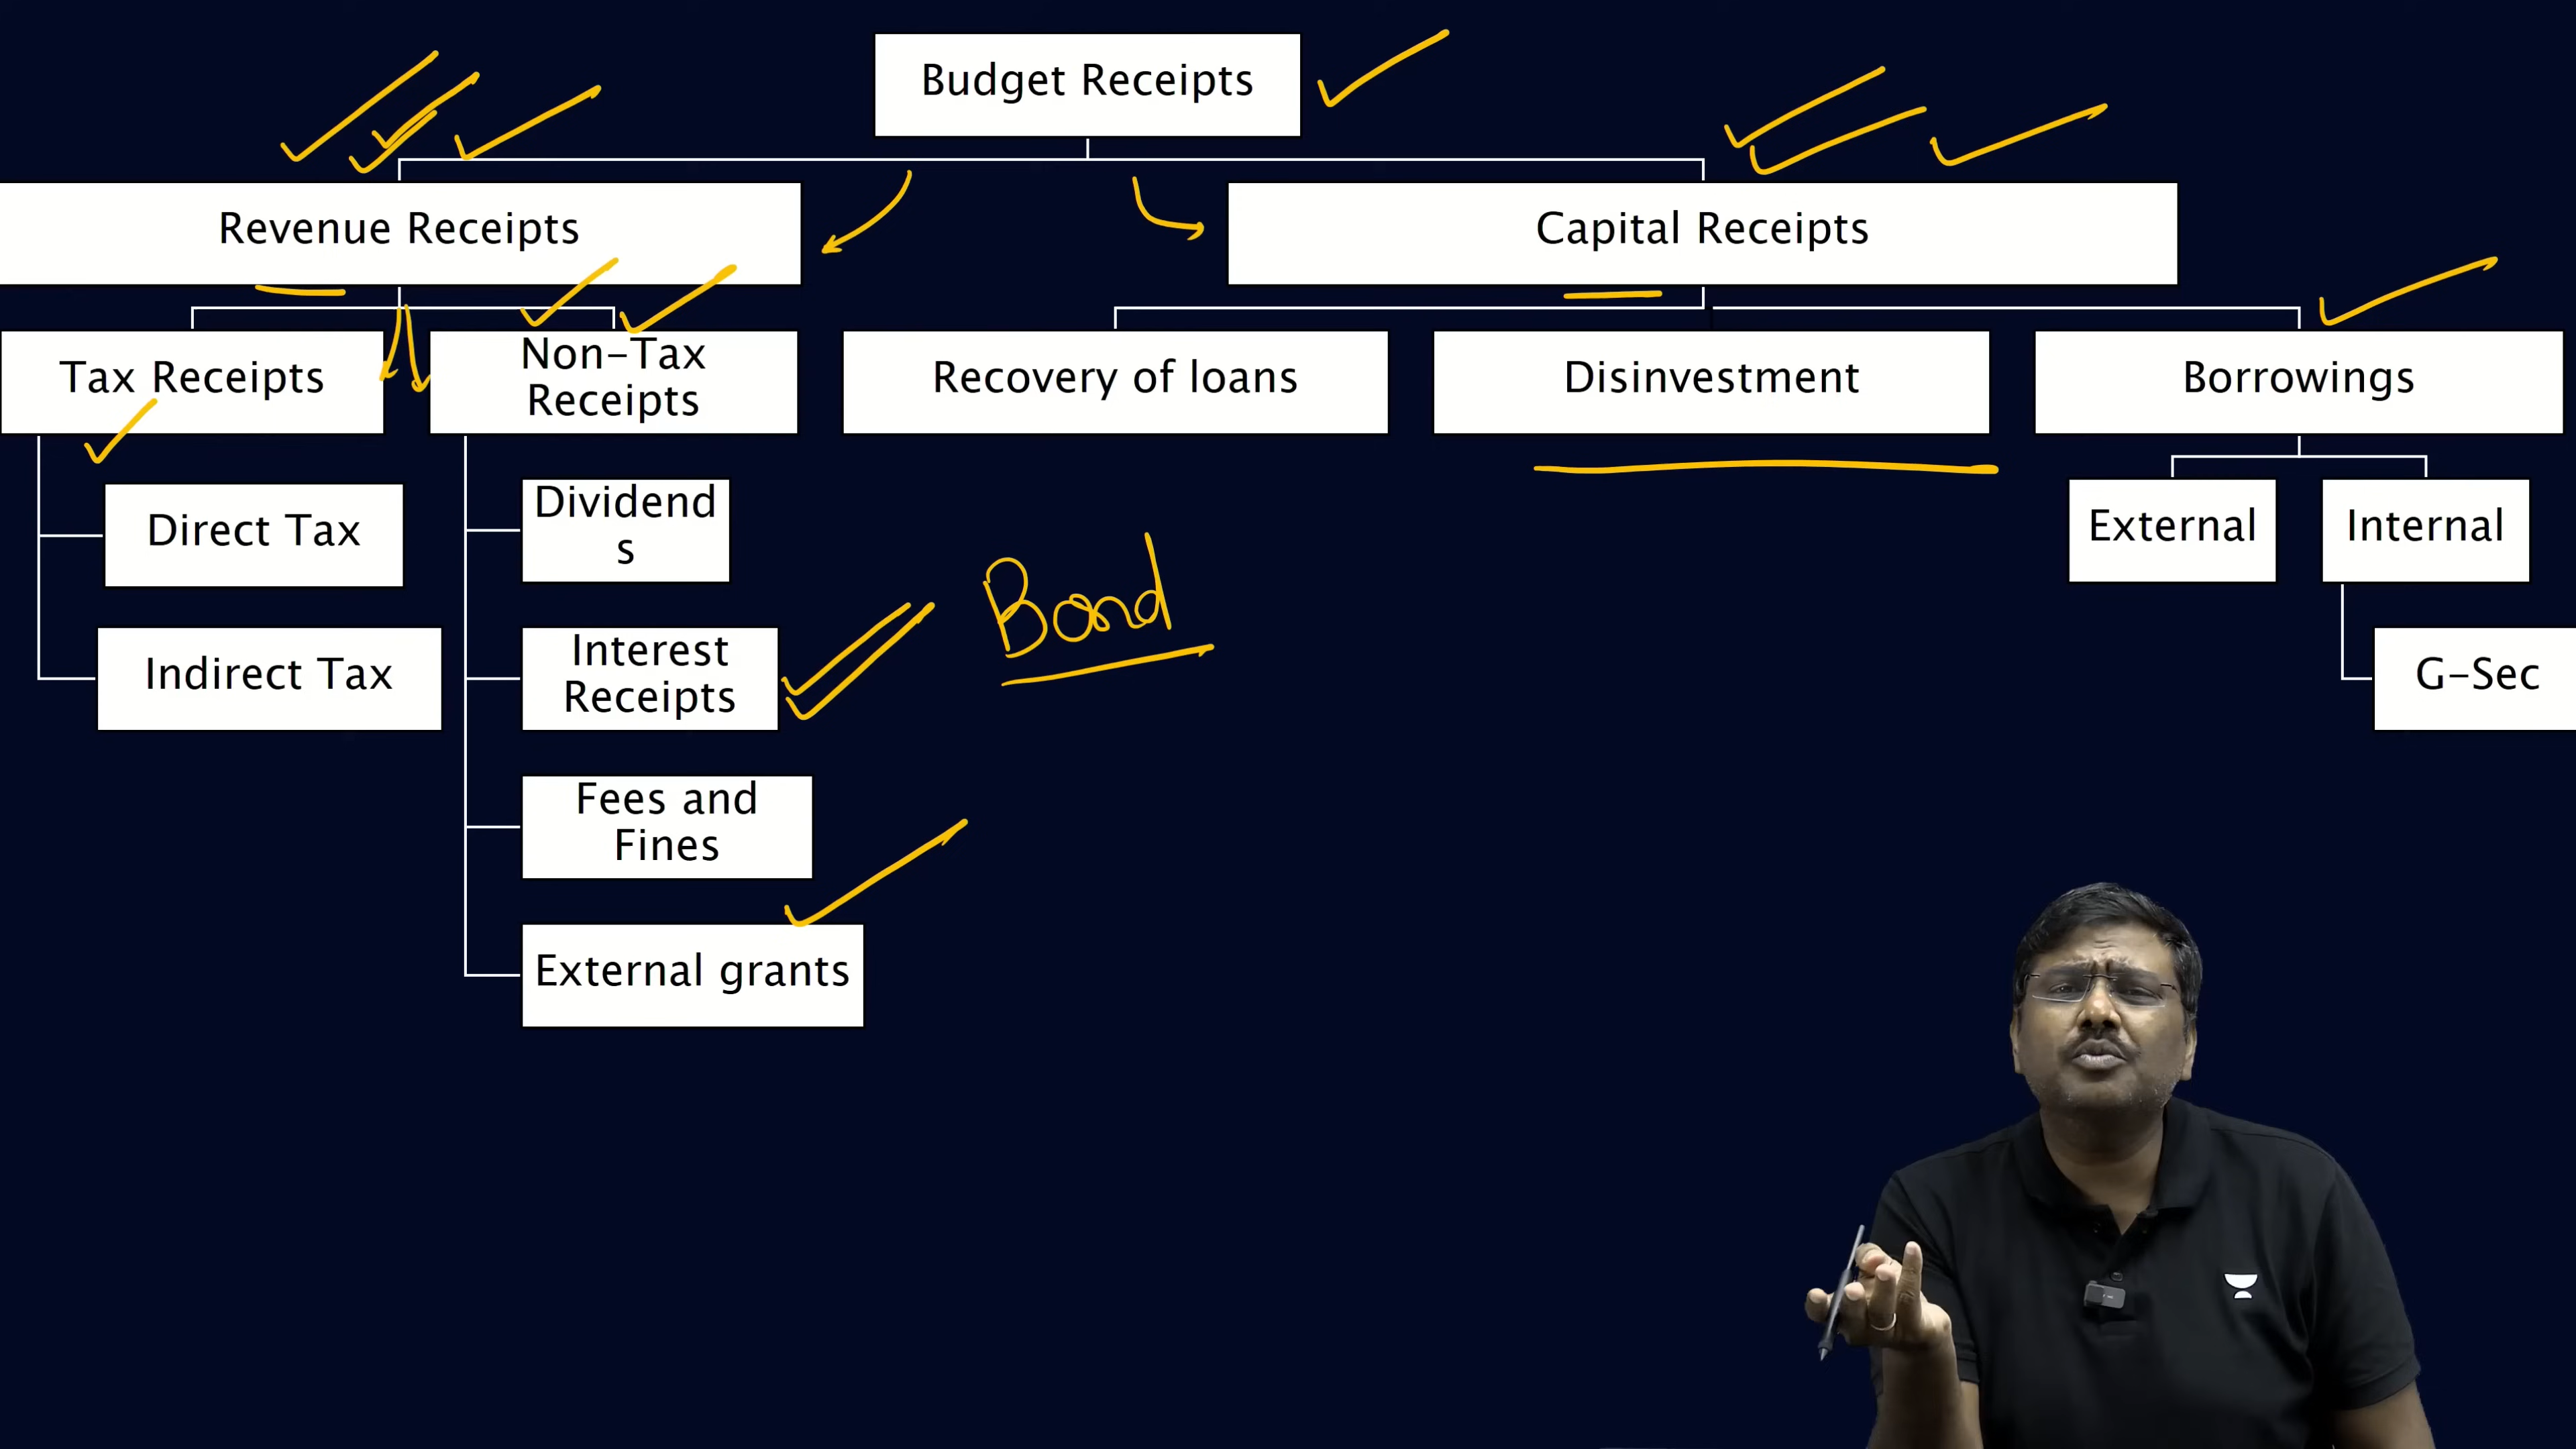 Budget Receipts
Revenue Receipts
Capital Receipts
Tax Receipts
Non-Tax
Receipts
Recovery of loans
Disinvestment
Borrowings
Direct Tax
Indirect Tax
Dividend
s
Interest
Receipts
Fees and
Fines
External grants
Bond
External
Internal
G-Sec